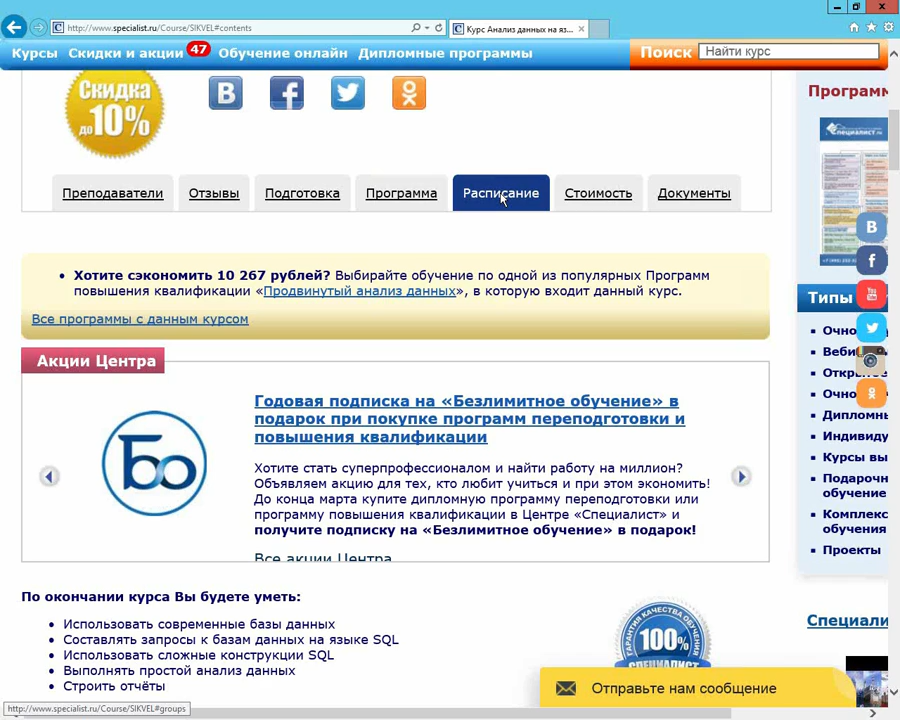 http://www.specialist.ru/Course/SIKVEL#contents
Курс Анализ данных на яз...
Курсы Скидки и акции 47 Обучение онлайн Дипломные программы Поиск Найти курс
Скидка
до 10%
Програм
Преподаватели Отзывы Подготовка Программа Расписание Стоимость Документы
Хотите сэкономить 10 267 рублей? Выбирайте обучение по одной из популярных Программ
повышения квалификации «Продвинутый анализ данных», в которую входит данный курс.
Все программы с данным курсом
Типы
Акции Центра
Годовая подписка на «Безлимитное обучение» в
подарок при покупке программ переподготовки и
повышения квалификации
Хотите стать суперпрофессионалом и найти работу на миллион?
Объявляем акцию для тех, кто любит учиться и при этом экономить!
До конца марта купите дипломную программу переподготовки или
программу повышения квалификации в Центре «Специалист» и
получите подписку на «Безлимитное обучение» в подарок!
Все акции Центра
Бо
Очно
Веби
Открь
Очно
Дипломнь
Индивиду
Курсы вы
Подарочн
обучение
Комплекс
обучения
Проекты
По окончании курса Вы будете уметь:
Использовать современные базы данных
Составлять запросы к базам данных на языке SQL
Использовать сложные конструкции SQL
Выполнять простой анализ данных
Строить отчёты
ГАРАНТИЯ КАЧЕСТВА ОБУЧЕНИЯ
100%
СПЕЦИАЛИСТ
Специали
Отправьте нам сообщение
http://www.specialist.ru/Course/SIKVEL#groups